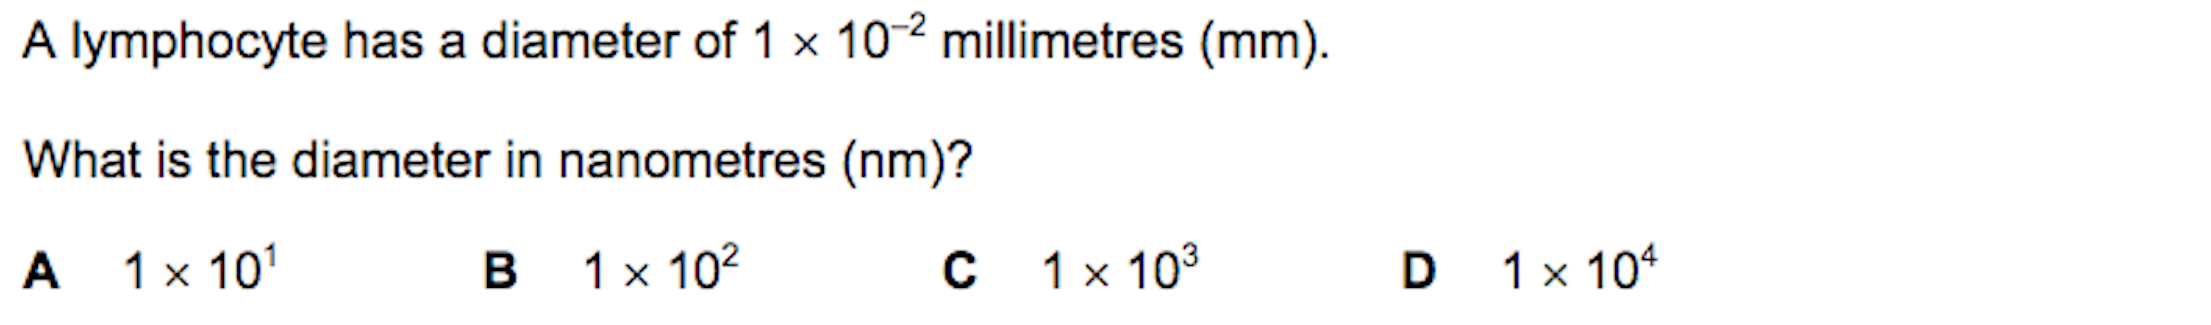 A lymphocyte has a diameter of 1 × 10⁻² millimetres (mm).
What is the diameter in nanometres (nm)?
A 1 × 10¹ B 1 × 10² C 1 × 10³ D 1 × 10⁴